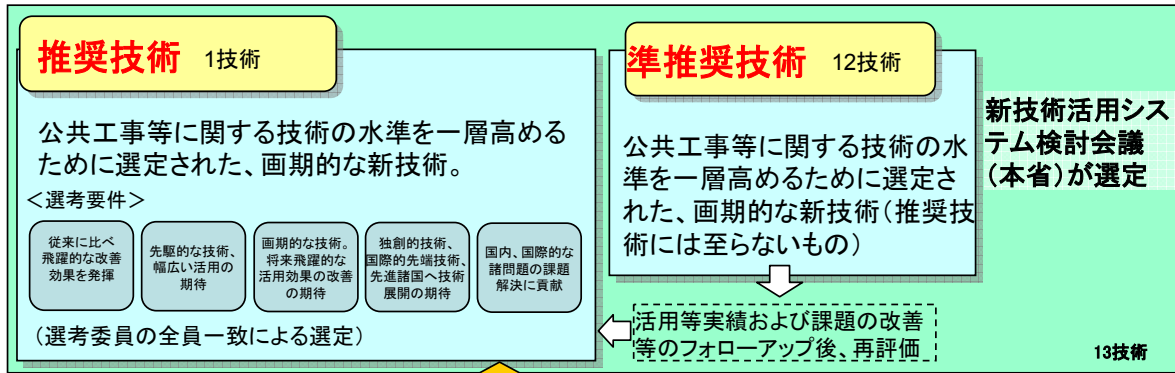 推奨技術 1技術
公共工事等に関する技術の水準を一層高める
ために選定された、画期的な新技術。
＜選考要件＞
従来に比べ
飛躍的な改善
効果を発揮
先駆的な技術、
幅広い活用の
期待
画期的な技術。
将来飛躍的な
活用効果の改善
の期待
独創的技術、
国際的先端技術、
先進諸国へ技術
展開の期待
国内、国際的な
諸問題の課題
解決に貢献
（選考委員の全員一致による選定）
準推奨技術 12技術
公共工事等に関する技術の水
準を一層高めるために選定さ
れた、画期的な新技術（推奨技
術には至らないもの）
活用等実績および課題の改善
等のフォローアップ後、再評価
新技術活用シス
テム検討会議
（本省）が選定
13技術